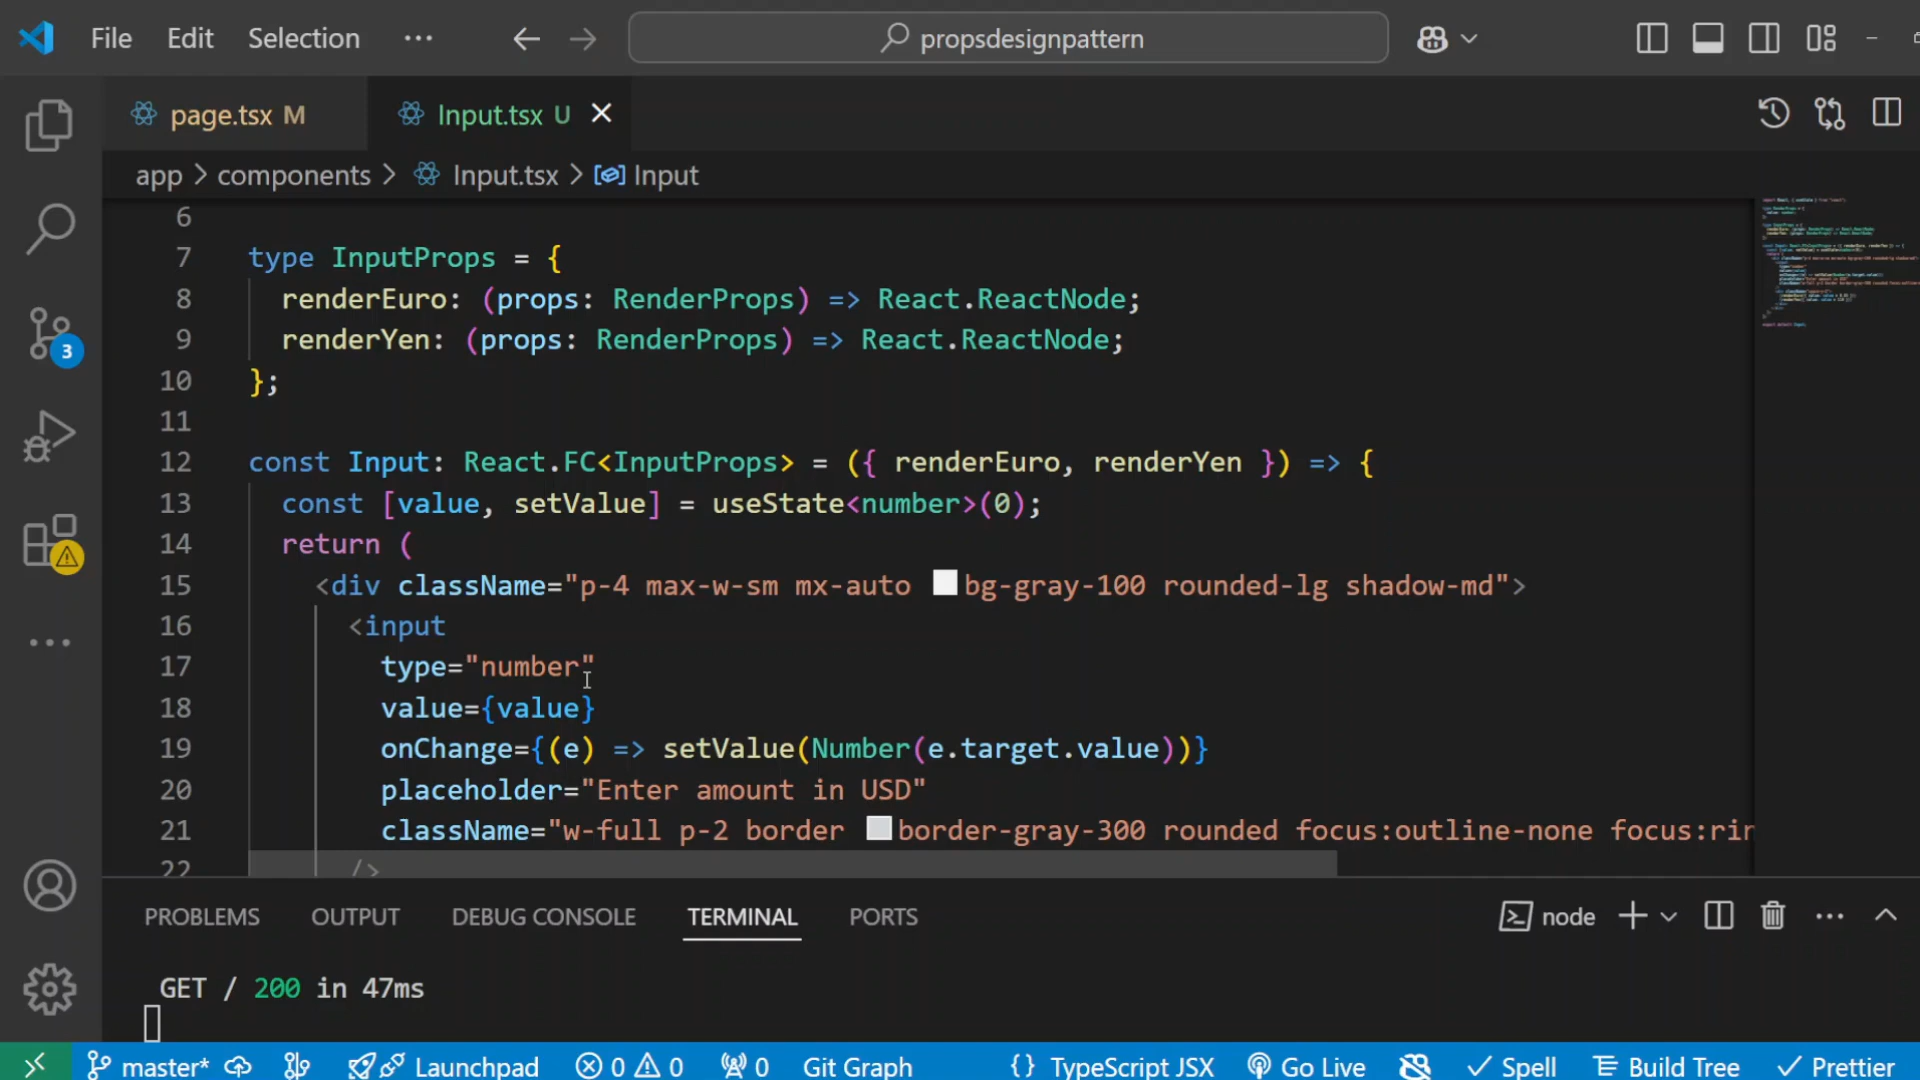 File Edit Selection ··· propsdesignpattern
page.tsx M Input.tsx U
app > components > Input.tsx > Input
6
7 type InputProps = {
8 renderEuro: (props: RenderProps) => React.ReactNode;
9 renderYen: (props: RenderProps) => React.ReactNode;
10 };
11
12 const Input: React.FC<InputProps> = ({ renderEuro, renderYen }) => {
13 const [value, setValue] = useState<number>(0);
14 return (
15 <div className="p-4 max-w-sm mx-auto bg-gray-100 rounded-lg shadow-md">
16 <input
17 type="number"
18 value={value}
19 onChange={(e) => setValue(Number(e.target.value))}
20 placeholder="Enter amount in USD"
21 className="w-full p-2 border border-gray-300 rounded focus:outline-none focus:rin
22 />
3
PROBLEMS OUTPUT DEBUG CONSOLE TERMINAL PORTS node
GET / 200 in 47ms
master* Launchpad 0 0 0 Git Graph {} TypeScript JSX Go Live Spell Build Tree Prettier